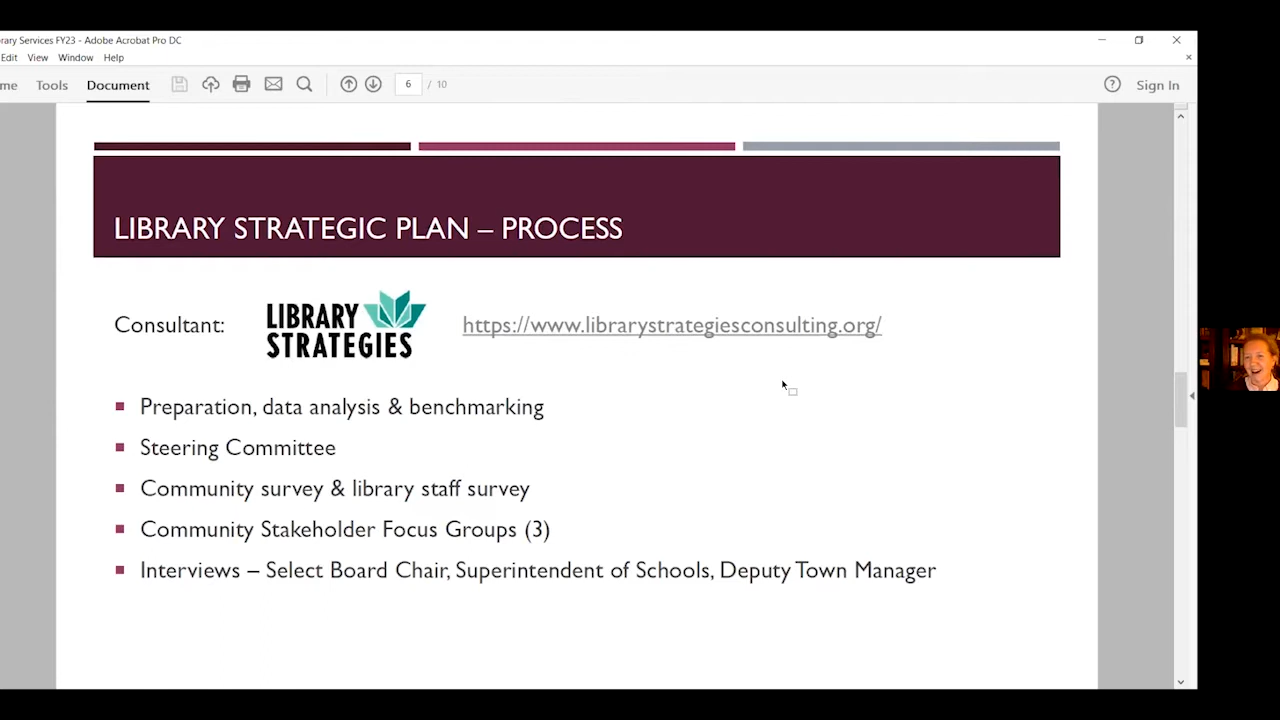 rary Services FY23 - Adobe Acrobat Pro DC
Edit View Window Help
me Tools Document 6 / 10 Sign In
LIBRARY STRATEGIC PLAN – PROCESS
Consultant: LIBRARY STRATEGIES https://www.librarystrategiesconsulting.org/
Preparation, data analysis & benchmarking
Steering Committee
Community survey & library staff survey
Community Stakeholder Focus Groups (3)
Interviews – Select Board Chair, Superintendent of Schools, Deputy Town Manager